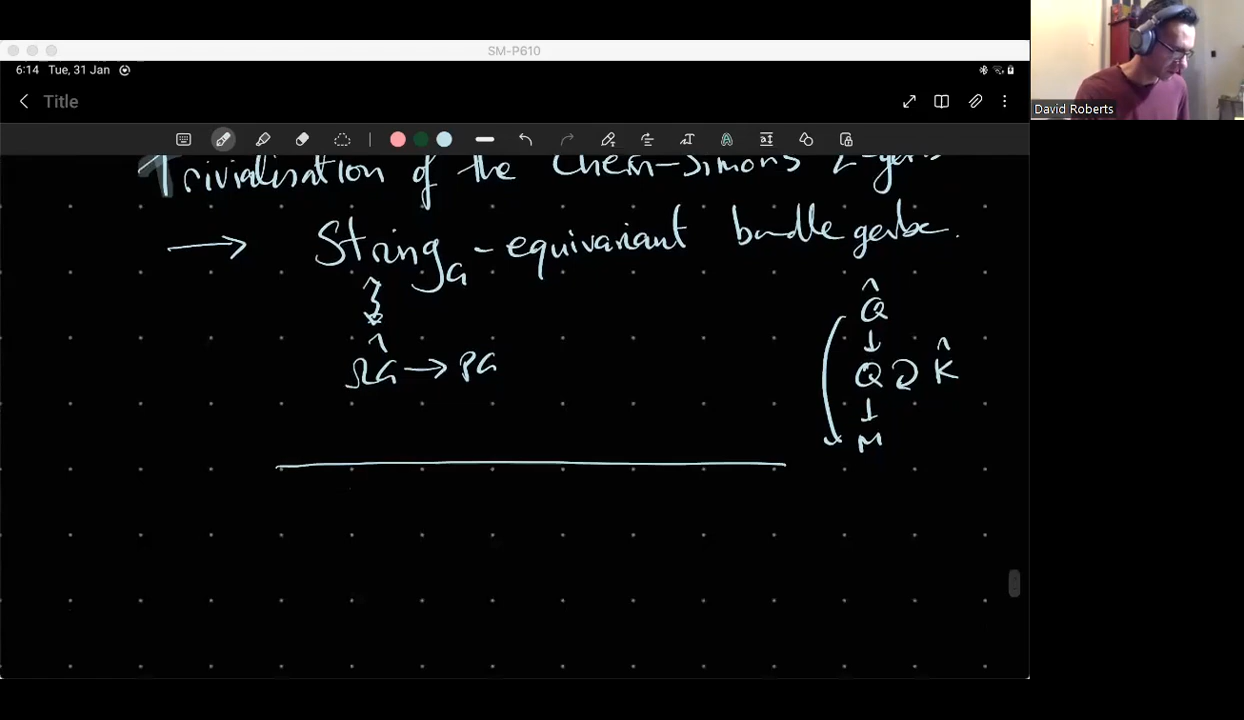 SM-P610
6:14 Tue, 31 Jan
Title
David Roberts
Trivialisation of the Chern-Simons 2-gerbe
→ String_G - equivariant bundle gerbe.
Q̂
↓
Ω̂G → PG
Q ⟲ K̂
↓
M